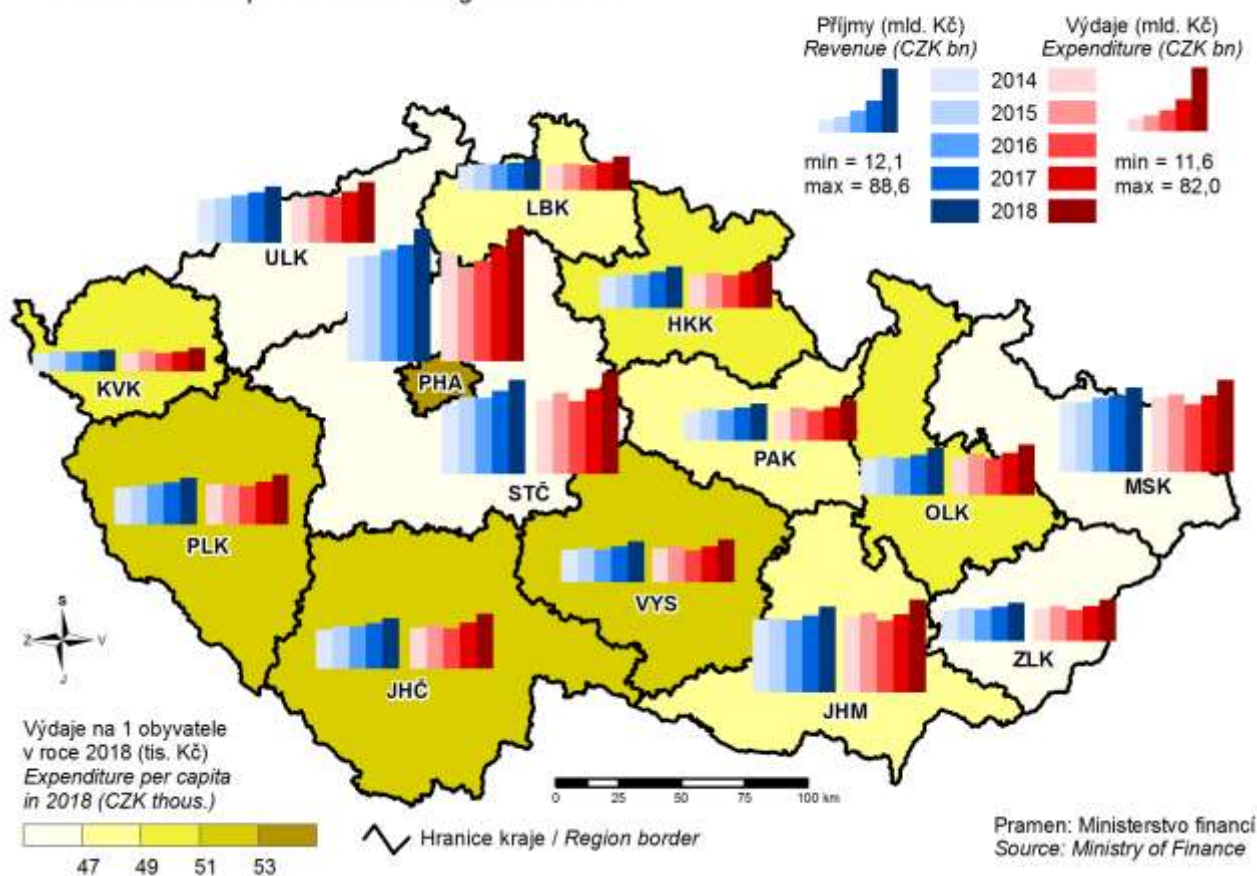 Příjmy (mld. Kč)
Revenue (CZK bn)
Výdaje (mld. Kč)
Expenditure (CZK bn)
2014
2015
2016
2017
2018
min = 12,1
max = 88,6
min = 11,6
max = 82,0
LBK
ULK
HKK
KVK
PHA
PAK
STČ
MSK
OLK
PLK
VYS
JHČ
ZLK
JHM
S
Z
V
J
Výdaje na 1 obyvatele
v roce 2018 (tis. Kč)
Expenditure per capita
in 2018 (CZK thous.)
47 49 51 53
Hranice kraje / Region border
0 25 50 75 100 km
Pramen: Ministerstvo financí
Source: Ministry of Finance